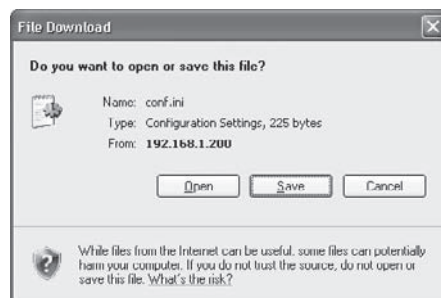 File Download
Do you want to open or save this file?
Name: conf.ini
Type: Configuration Settings, 225 bytes
From: 192.168.1.200
Open Save Cancel
While files from the Internet can be useful, some files can potentially
harm your computer. If you do not trust the source, do not open or
save this file. What's the risk?